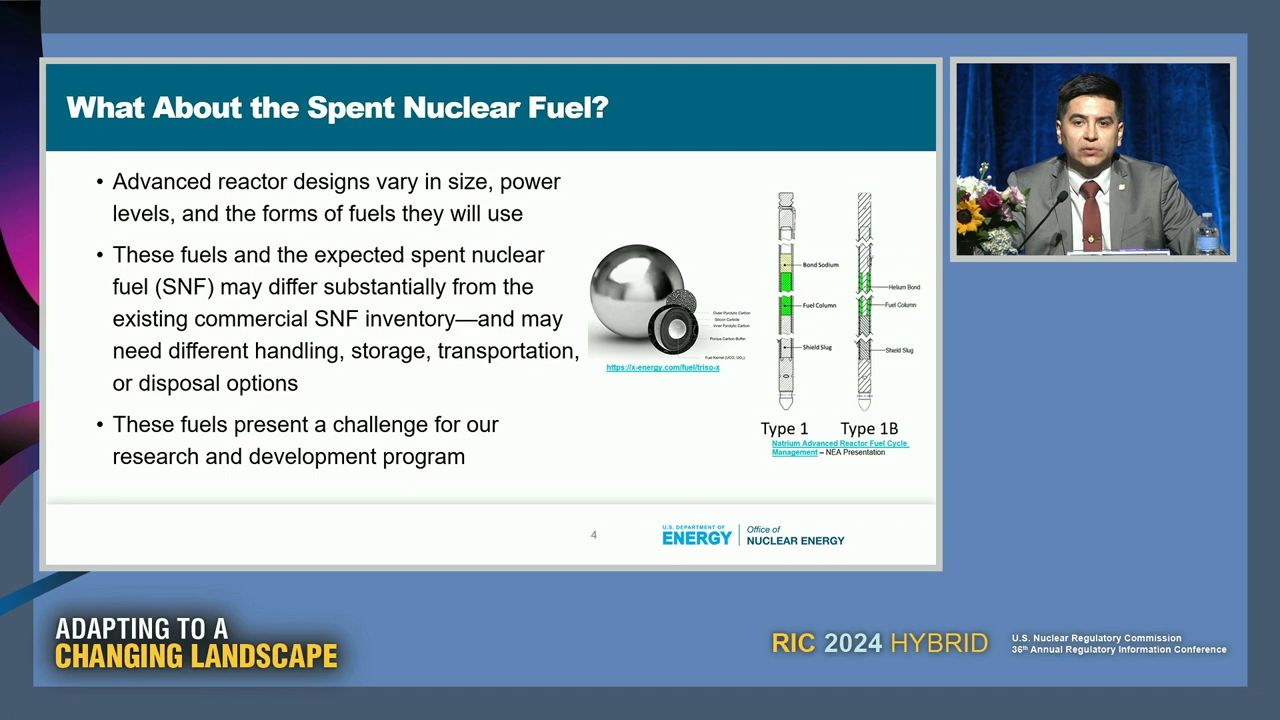 What About the Spent Nuclear Fuel?
• Advanced reactor designs vary in size, power
levels, and the forms of fuels they will use
• These fuels and the expected spent nuclear
fuel (SNF) may differ substantially from the
existing commercial SNF inventory—and may
need different handling, storage, transportation,
or disposal options
• These fuels present a challenge for our
research and development program
Outer Pyrolytic Carbon
Silicon Carbide
Inner Pyrolytic Carbon
Porous Carbon Buffer
Fuel Kernel (UCO, UO₂)
https://x-energy.com/fuel/triso-x
Bond Sodium
Fuel Column
Shield Slug
Type 1
Helium Bond
Fuel Column
Shield Slug
Type 1B
Natrium Advanced Reactor Fuel Cycle
Management – NEA Presentation
4
U.S. DEPARTMENT OF
ENERGY
Office of
NUCLEAR ENERGY
ADAPTING TO A
CHANGING LANDSCAPE
RIC 2024 HYBRID
U.S. Nuclear Regulatory Commission
36th Annual Regulatory Information Conference